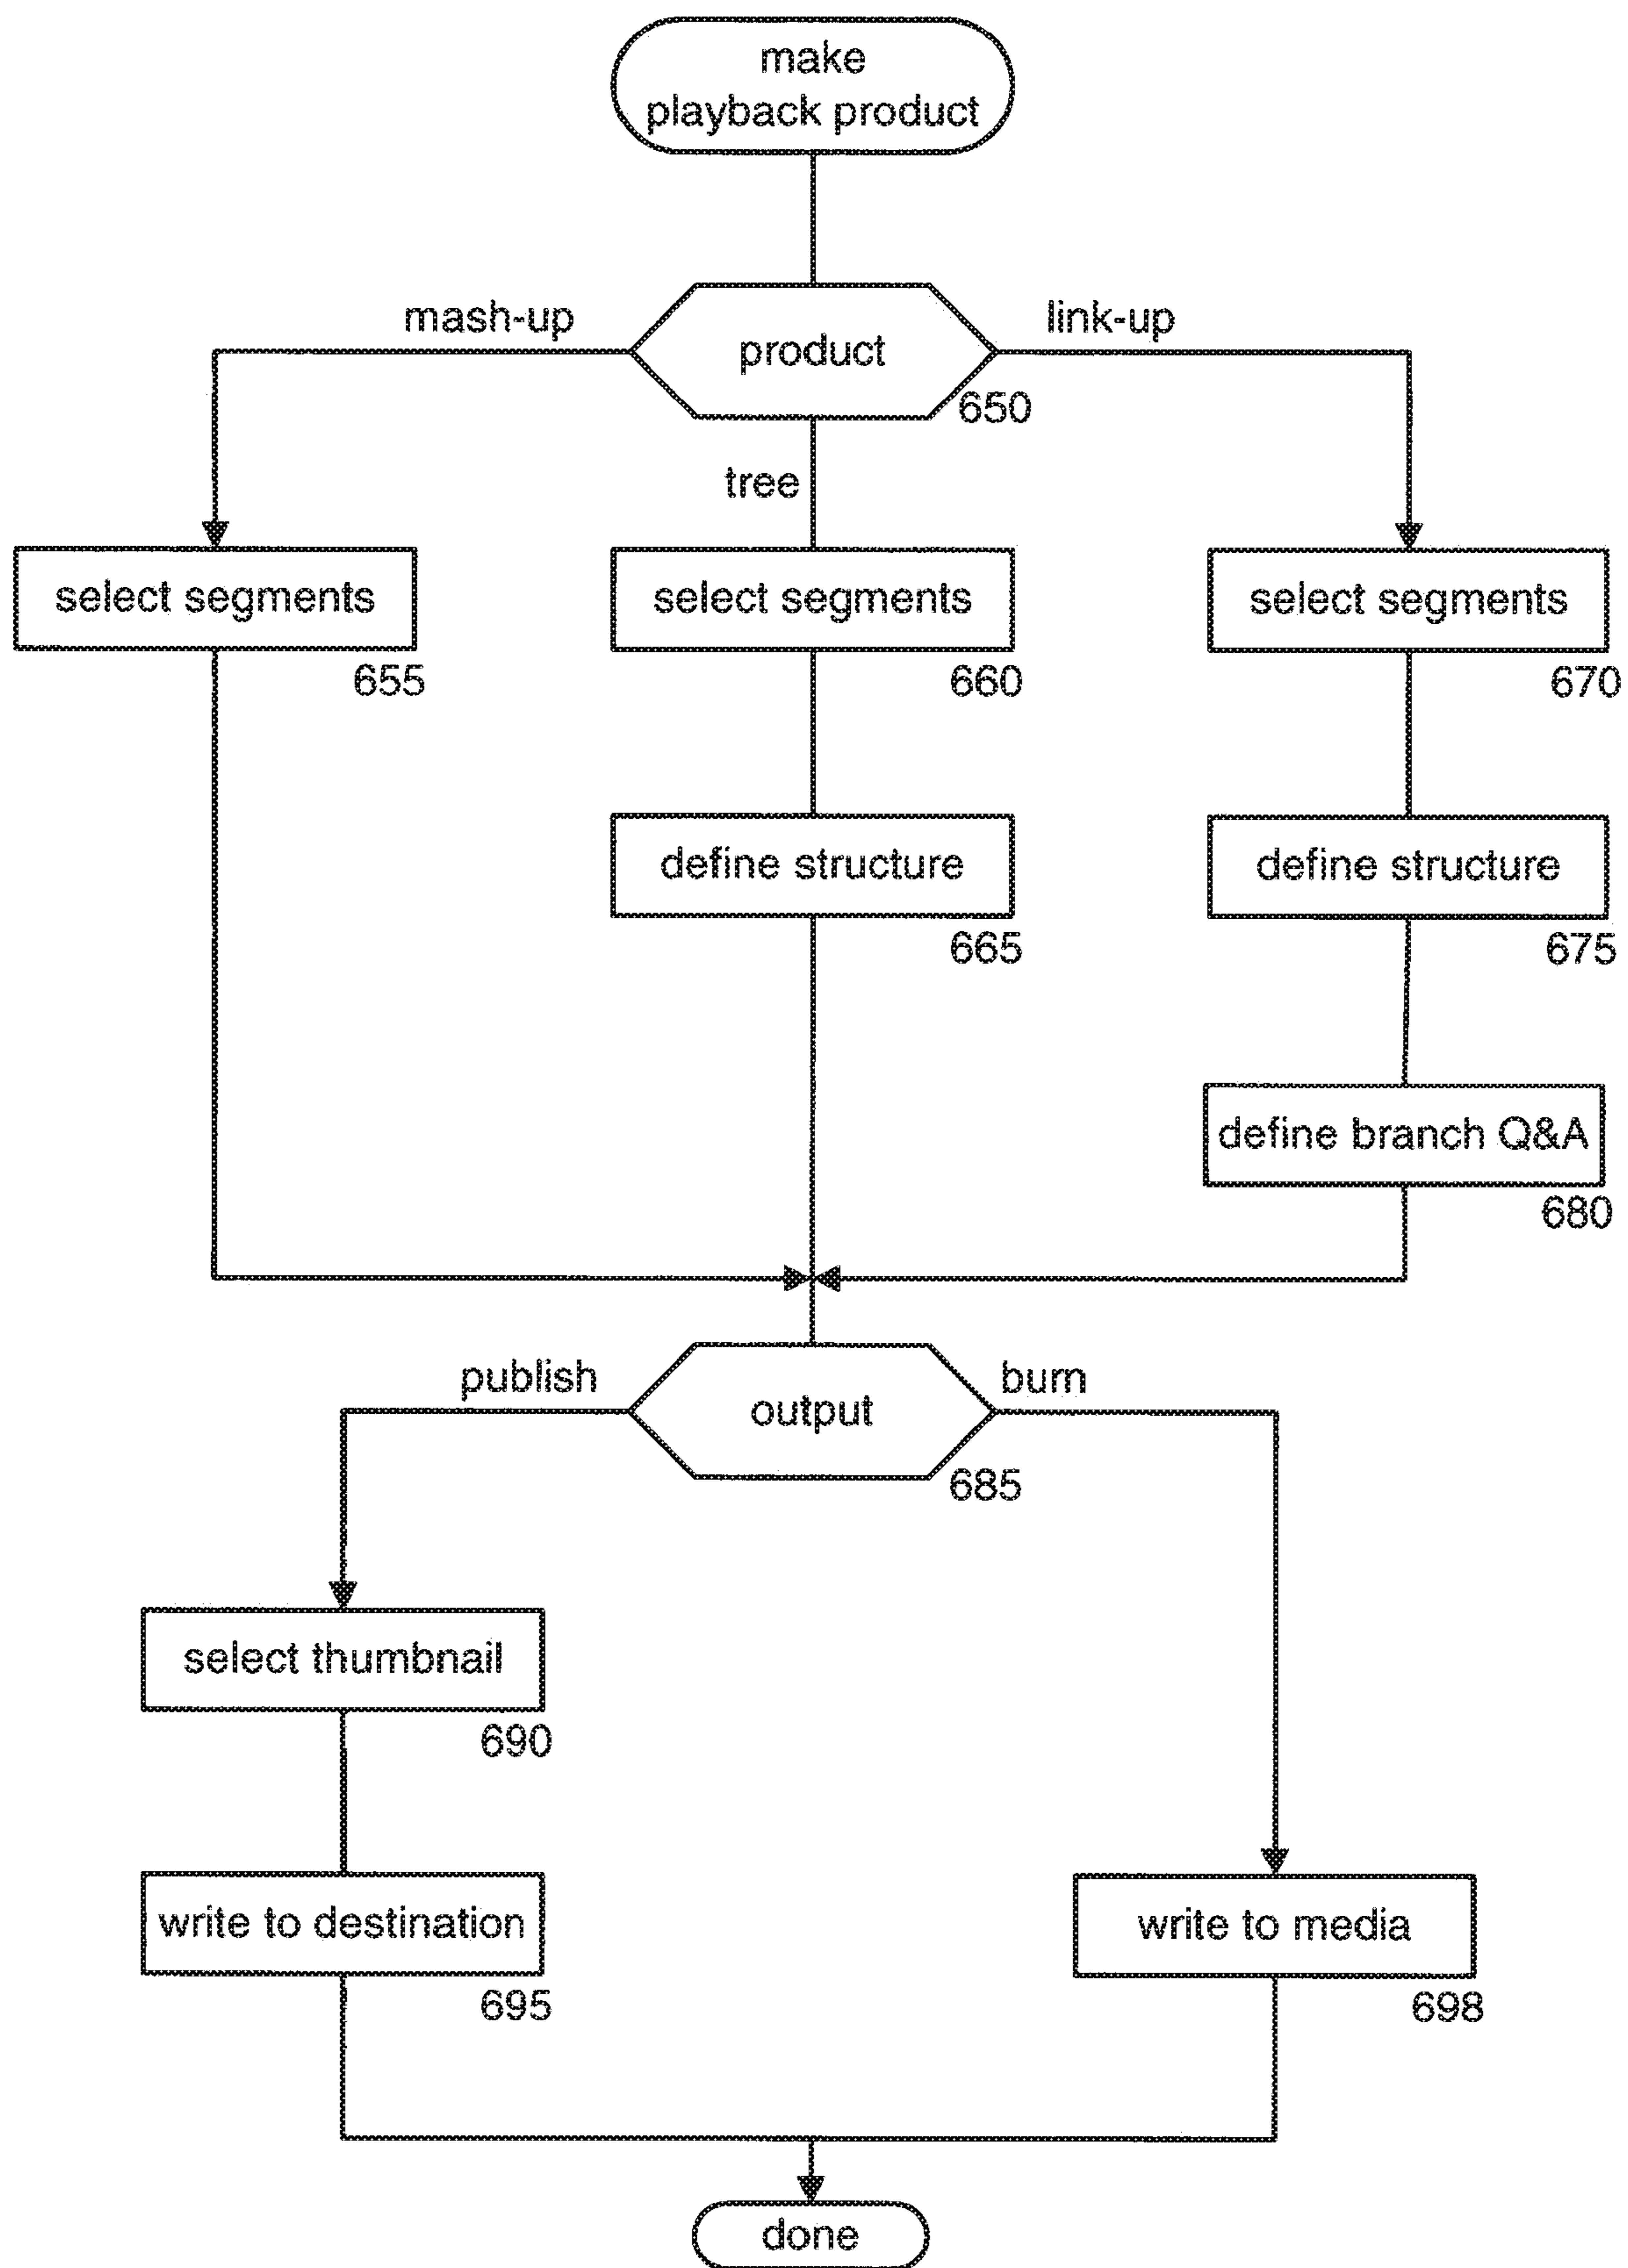 make
playback product
mash-up
link-up
product
650
tree
select segments
select segments
select segments
655
660
670
define structure
define structure
665
675
define branch Q&A
680
publish
burn
output
685
select thumbnail
690
write to destination
write to media
695
698
done